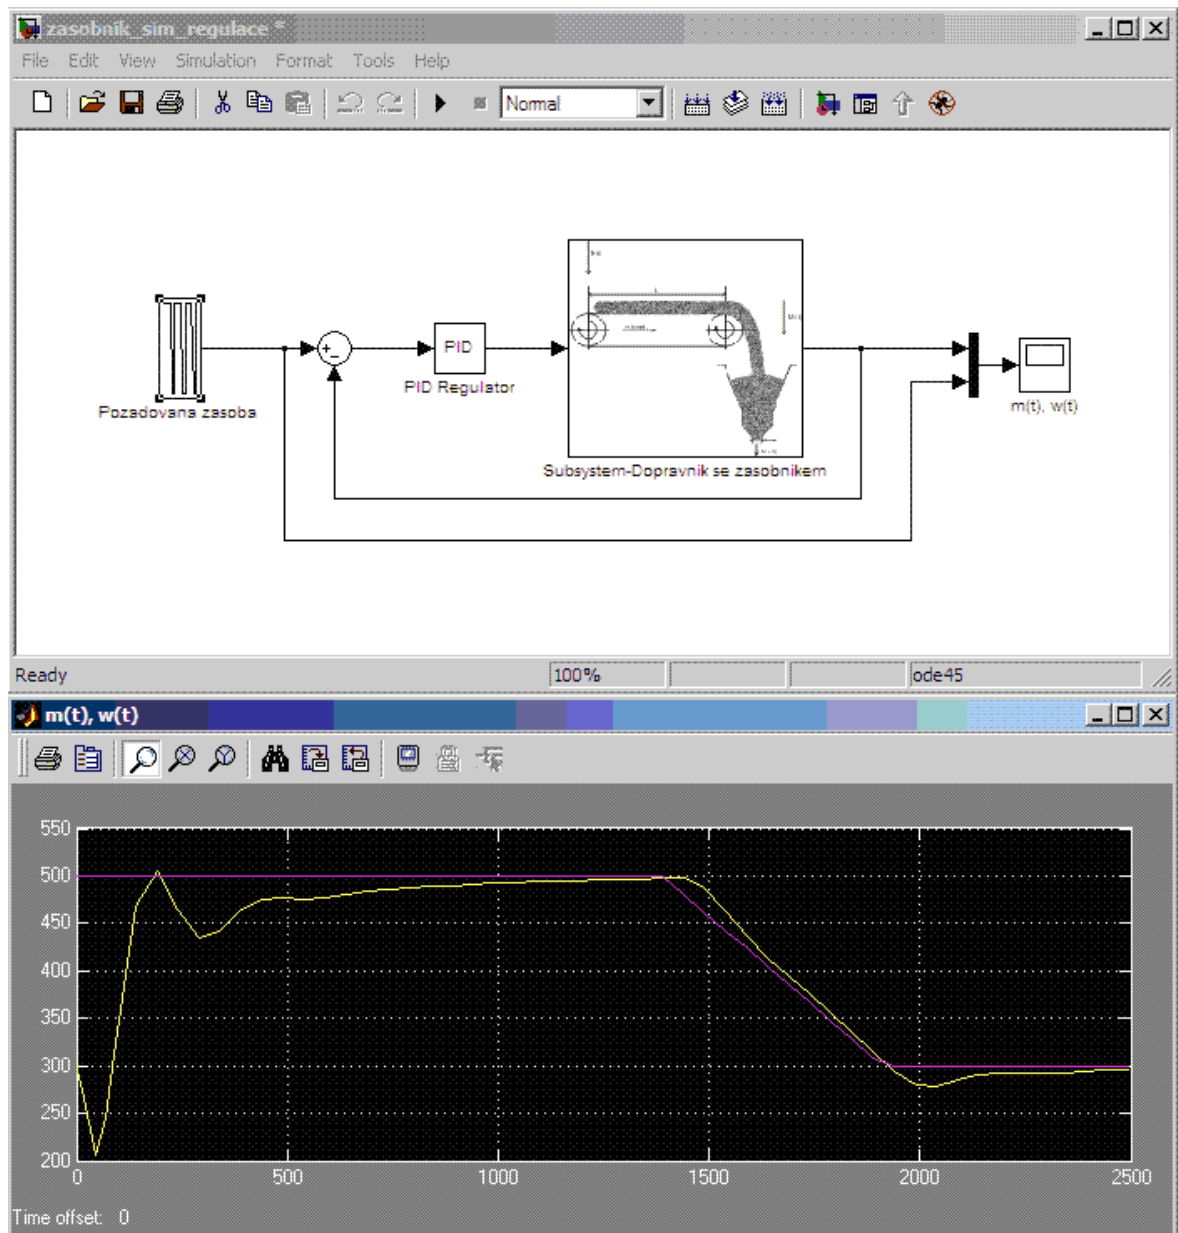 zasobnik_sim_regulace *
File Edit View Simulation Format Tools Help
Normal
PID
PID Regulator
Pozadovana zasoba
m(t), w(t)
Subsystem-Dopravnik se zasobnikem
Ready 100% ode45
m(t), w(t)
550
500
450
400
350
300
250
200
0 500 1000 1500 2000 2500
Time offset: 0